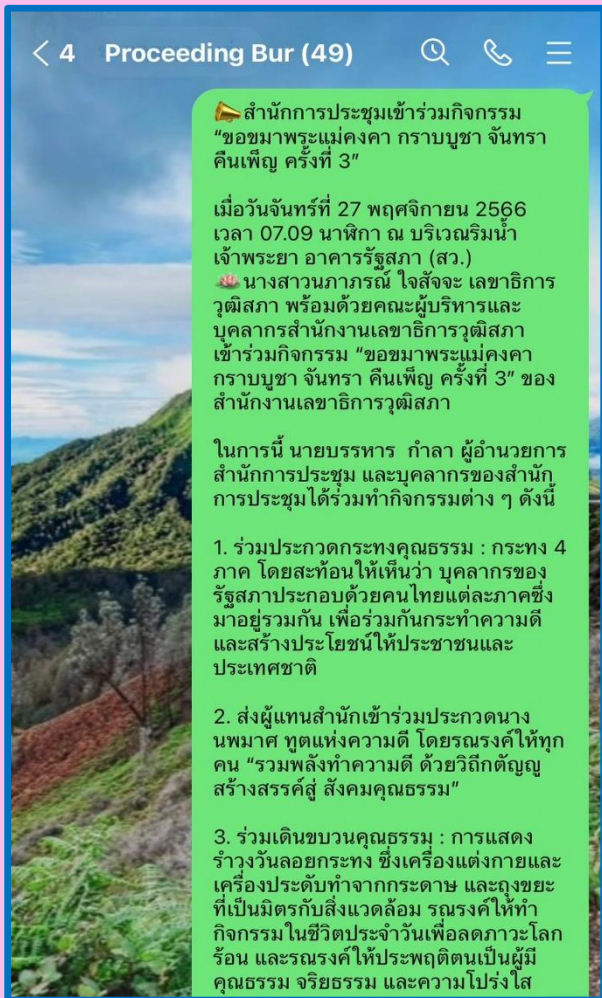 4 Proceeding Bur (49)
📣สำนักการประชุมเข้าร่วมกิจกรรม
“ขอขมาพระแม่คงคา กราบบูชา จันทรา
คืนเพ็ญ ครั้งที่ 3”
เมื่อวันจันทร์ที่ 27 พฤศจิกายน 2566
เวลา 07.09 นาฬิกา ณ บริเวณริมน้ำ
เจ้าพระยา อาคารรัฐสภา (สว.)
🪷นางสาวนภาภรณ์ ใจสัจจะ เลขาธิการ
วุฒิสภา พร้อมด้วยคณะผู้บริหารและ
บุคลากรสำนักงานเลขาธิการวุฒิสภา
เข้าร่วมกิจกรรม “ขอขมาพระแม่คงคา
กราบบูชา จันทรา คืนเพ็ญ ครั้งที่ 3” ของ
สำนักงานเลขาธิการวุฒิสภา
ในการนี้ นายบรรหาร กำลา ผู้อำนวยการ
สำนักการประชุม และบุคลากรของสำนัก
การประชุมได้ร่วมทำกิจกรรมต่าง ๆ ดังนี้
1. ร่วมประกวดกระทงคุณธรรม : กระทง 4
ภาค โดยสะท้อนให้เห็นว่า บุคลากรของ
รัฐสภาประกอบด้วยคนไทยแต่ละภาคซึ่ง
มาอยู่รวมกัน เพื่อร่วมกันกระทำความดี
และสร้างประโยชน์ให้ประชาชนและ
ประเทศชาติ
2. ส่งผู้แทนสำนักเข้าร่วมประกวดนาง
นพมาศ ทูตแห่งความดี โดยรณรงค์ให้ทุก
คน “รวมพลังทำความดี ด้วยวิถีกตัญญู
สร้างสรรค์สู่ สังคมคุณธรรม”
3. ร่วมเดินขบวนคุณธรรม : การแสดง
รำวงวันลอยกระทง ซึ่งเครื่องแต่งกายและ
เครื่องประดับทำจากกระดาษ และถุงขยะ
ที่เป็นมิตรกับสิ่งแวดล้อม รณรงค์ให้ทำ
กิจกรรมในชีวิตประจำวันเพื่อลดภาวะโลก
ร้อน และรณรงค์ให้ประพฤติตนเป็นผู้มี
คุณธรรม จริยธรรม และความโปร่งใส